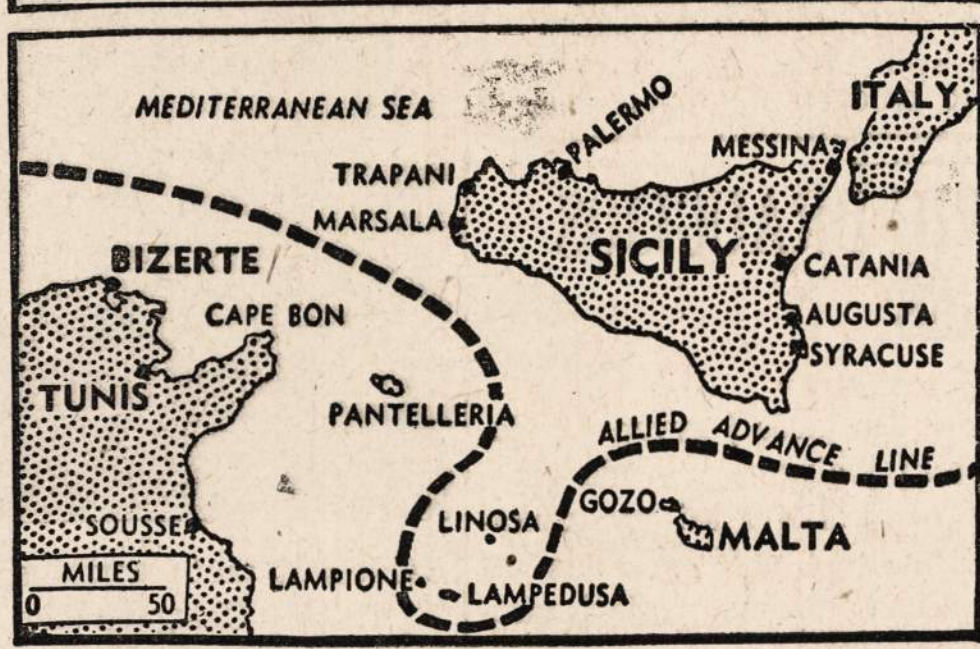 MEDITERRANEAN SEA
ITALY
PALERMO
MESSINA
TRAPANI
MARSALA
SICILY
BIZERTE
CATANIA
CAPE BON
AUGUSTA
SYRACUSE
TUNIS
PANTELLERIA
ALLIED ADVANCE LINE
GOZO
LINOSA
SOUSSE
MALTA
MILES
0 50
LAMPIONE
LAMPEDUSA